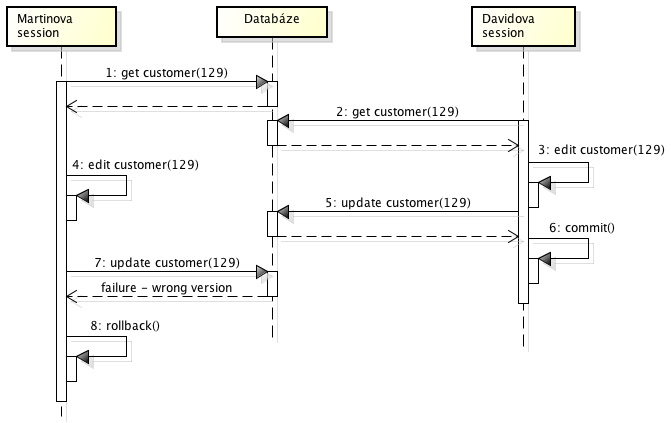 Martinova
session
Databáze
Davidova
session
1: get customer(129)
2: get customer(129)
3: edit customer(129)
4: edit customer(129)
5: update customer(129)
6: commit()
7: update customer(129)
failure - wrong version
8: rollback()